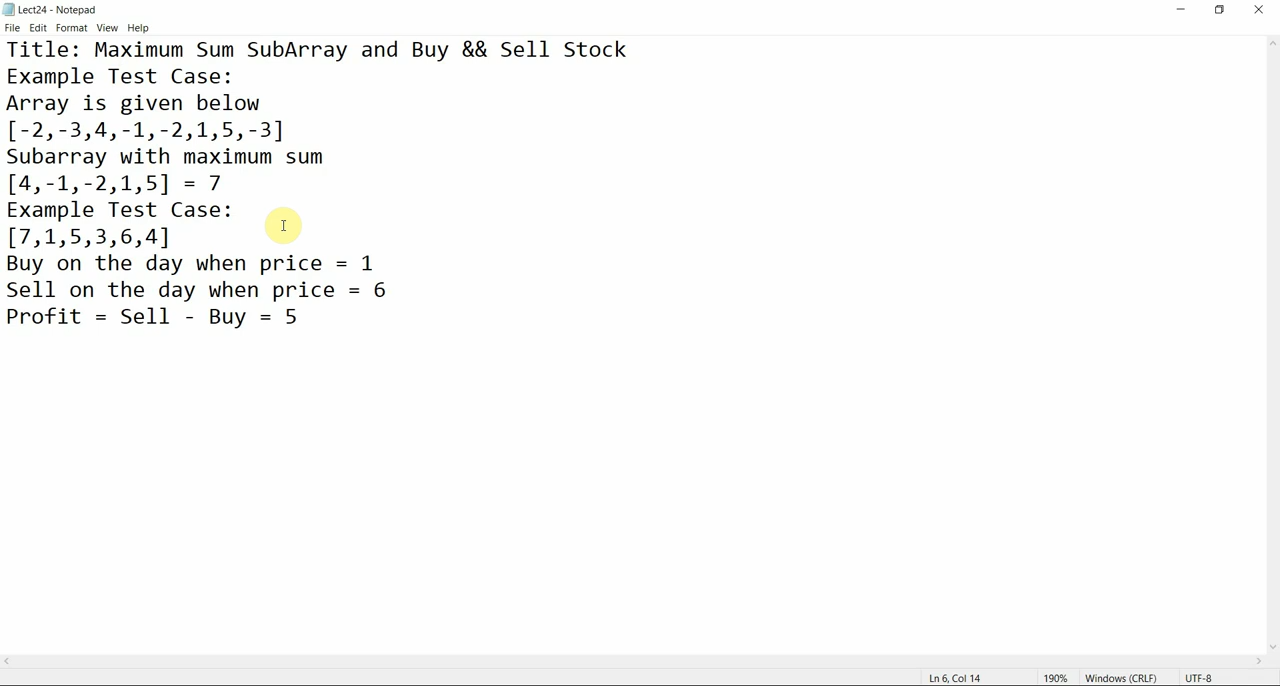 Lect24 - Notepad
File Edit Format View Help
Title: Maximum Sum SubArray and Buy && Sell Stock
Example Test Case:
Array is given below
[-2,-3,4,-1,-2,1,5,-3]
Subarray with maximum sum
[4,-1,-2,1,5] = 7
Example Test Case:
[7,1,5,3,6,4]
Buy on the day when price = 1
Sell on the day when price = 6
Profit = Sell - Buy = 5
Ln 6, Col 14 190% Windows (CRLF) UTF-8